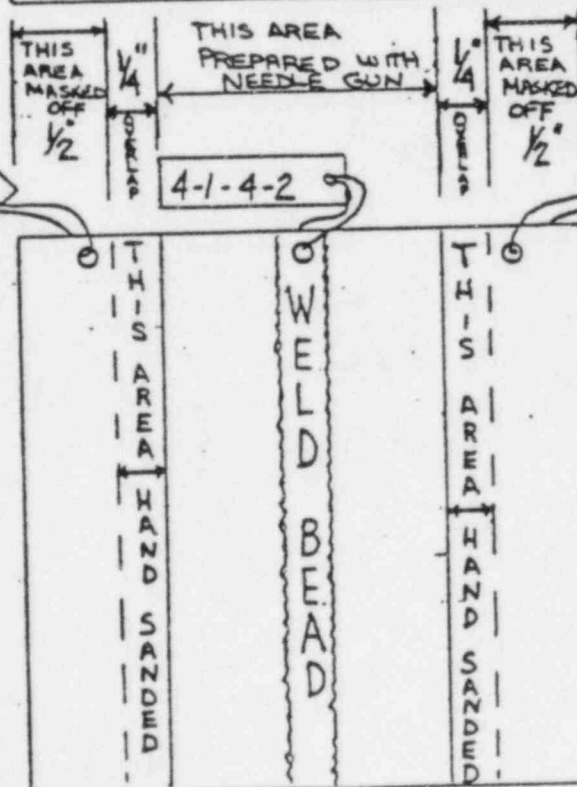 THIS AREA MASKED OFF 1/2"
1/4" OVERLAP
THIS AREA
PREPARED WITH
NEEDLE GUN
1/4" OVERLAP
THIS AREA MASKED OFF 1/2"
4-1-4-2
THIS AREA HAND SANDED
WELD BEAD
THIS AREA HAND SANDED